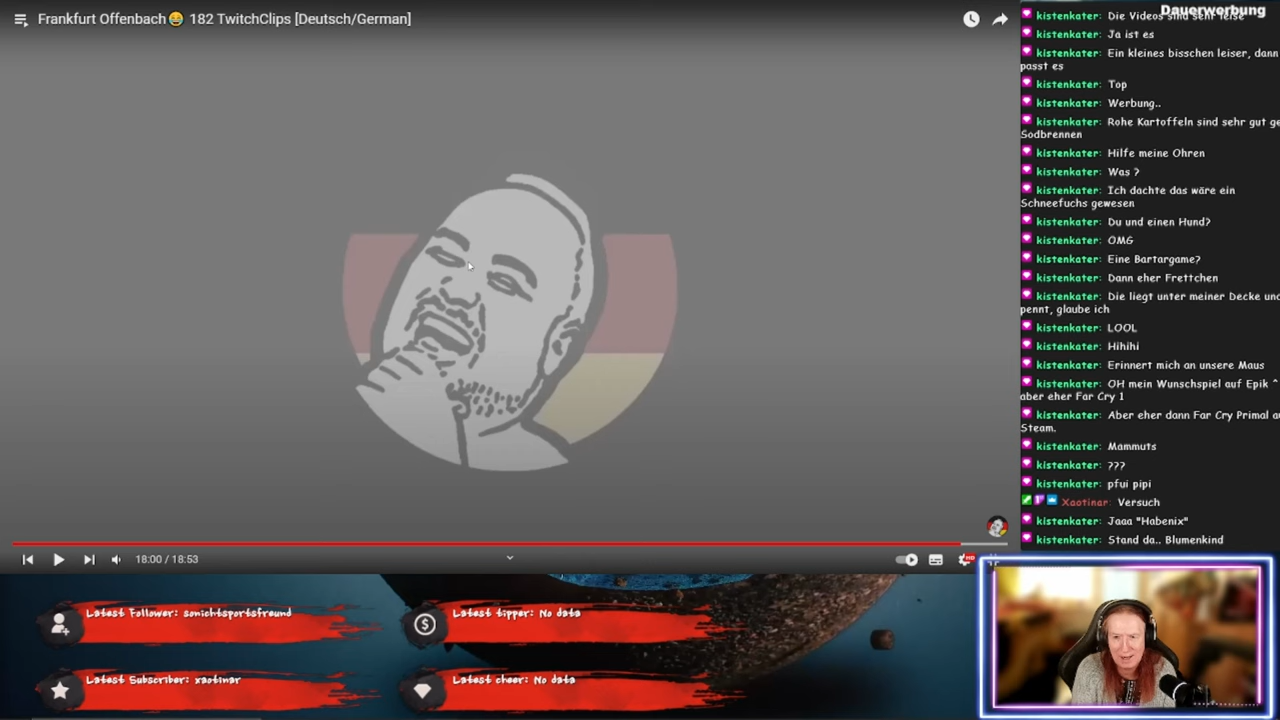 Frankfurt Offenbach😂 182 TwitchClips [Deutsch/German]
18:00 / 18:53
HD
Dauerwerbung
kistenkater: Die Videos sind sehr leise
kistenkater: Ja ist es
kistenkater: Ein kleines bisschen leiser, dann
passt es
kistenkater: Top
kistenkater: Werbung..
kistenkater: Rohe Kartoffeln sind sehr gut ge
Sodbrennen
kistenkater: Hilfe meine Ohren
kistenkater: Was ?
kistenkater: Ich dachte das wäre ein
Schneefuchs gewesen
kistenkater: Du und einen Hund?
kistenkater: OMG
kistenkater: Eine Bartargame?
kistenkater: Dann eher Frettchen
kistenkater: Die liegt unter meiner Decke und
pennt, glaube ich
kistenkater: LOOL
kistenkater: Hihihi
kistenkater: Erinnert mich an unsere Maus
kistenkater: OH mein Wunschspiel auf Epik ^
aber eher Far Cry 1
kistenkater: Aber eher dann Far Cry Primal a
Steam.
kistenkater: Mammuts
kistenkater: ???
kistenkater: pfui pipi
Xaotinar: Versuch
kistenkater: Jaaa "Habenix"
kistenkater: Stand da.. Blumenkind
Latest Follower: sonichtsportsfreund
Latest tipper: No data
Latest Subscriber: xaotinar
Latest cheer: No data